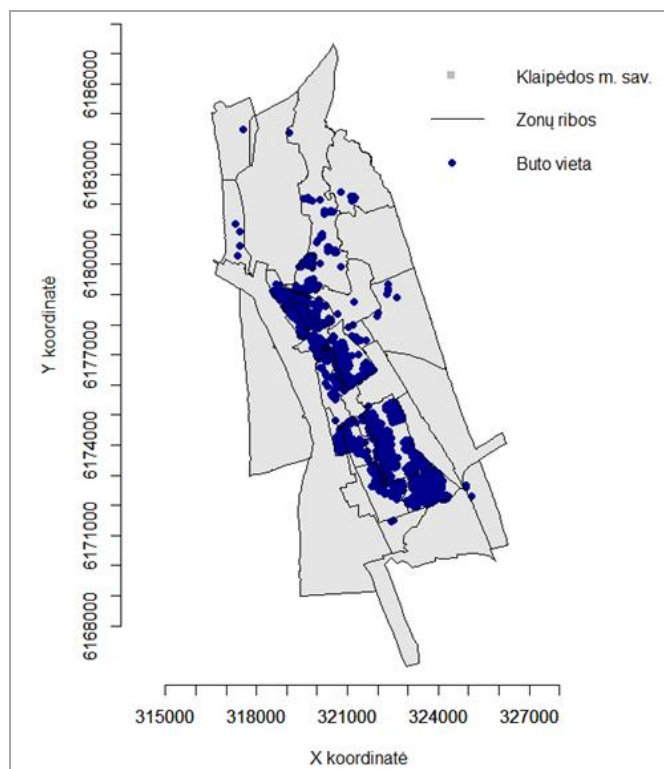 Klaipėdos m. sav.
Zonų ribos
Buto vieta
Y koordinatė
6186000
6183000
6180000
6177000
6174000
6171000
6168000
315000 318000 321000 324000 327000
X koordinatė